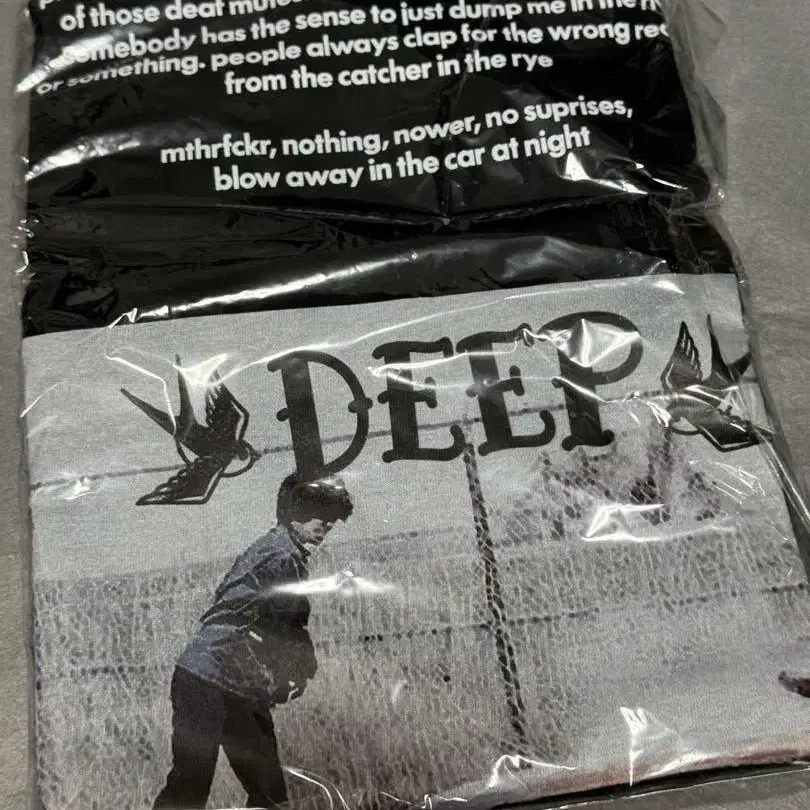 of those deaf
somebody has the sense to just dump me in the
or something. people always clap for the wrong
from the catcher in the rye
mthrfckr, nothing, nower, no suprises,
blow away in the car at night
DEEP